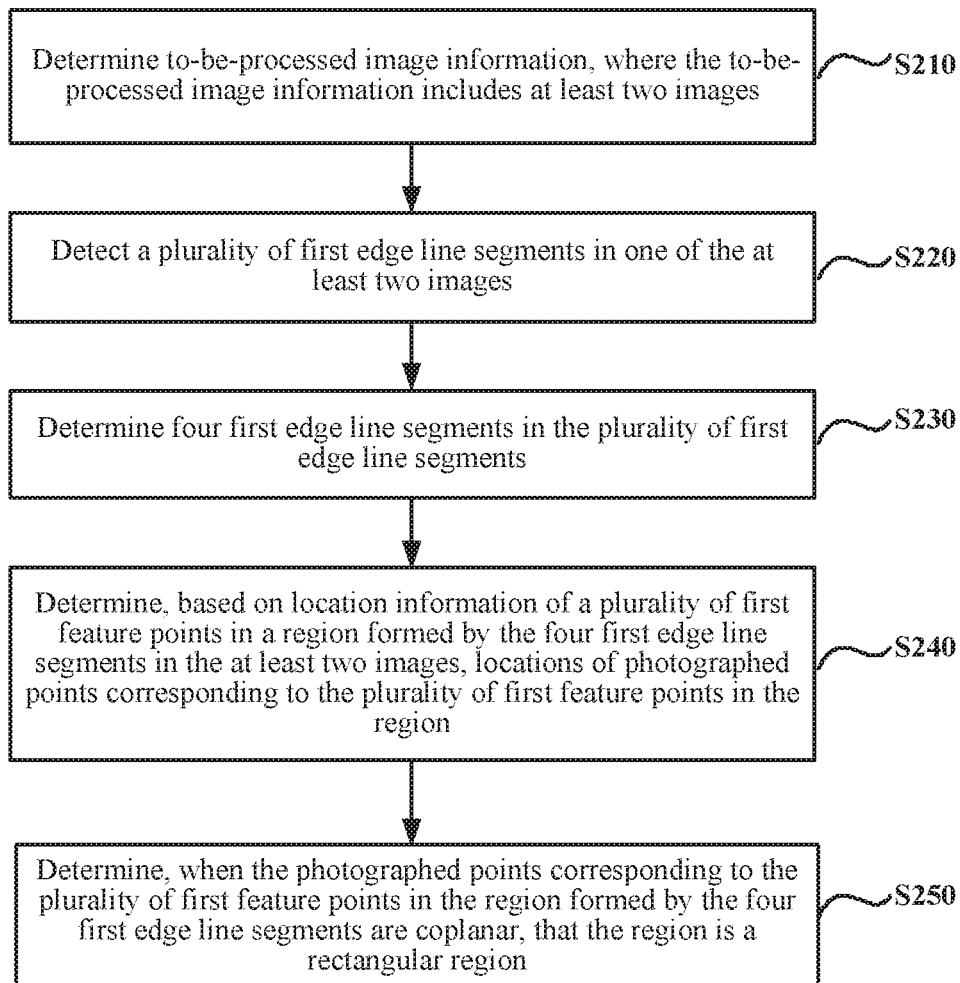 Determine to-be-processed image information, where the to-be-
processed image information includes at least two images
S210
Detect a plurality of first edge line segments in one of the at
least two images
S220
Determine four first edge line segments in the plurality of first
edge line segments
S230
Determine, based on location information of a plurality of first
feature points in a region formed by the four first edge line
segments in the at least two images, locations of photographed
points corresponding to the plurality of first feature points in the
region
S240
Determine, when the photographed points corresponding to
the plurality of first feature points in the region formed by the four
first edge line segments are coplanar, that the region is a
rectangular region
S250